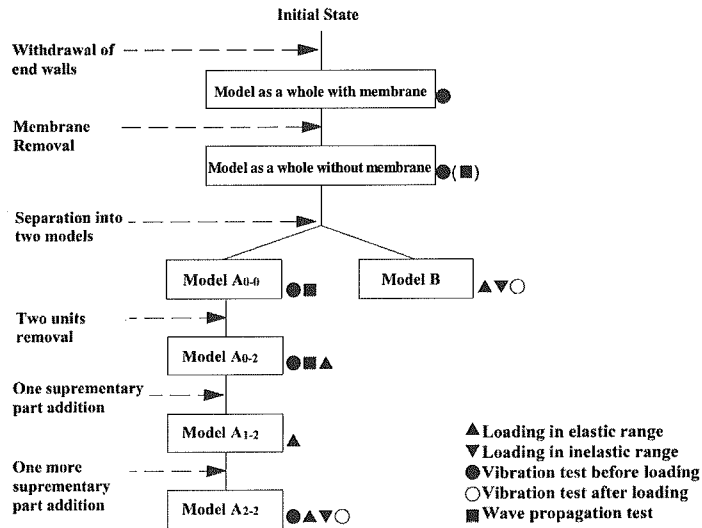 Initial State
Withdrawal of
end walls
Model as a whole with membrane
Membrane
Removal
Model as a whole without membrane
( )
Separation into
two models
Model A0-0
Model B
Two units
removal
Model A0-2
One suprementary
part addition
Model A1-2
One more
suprementary
part addition
Model A2-2
Loading in elastic range
Loading in inelastic range
Vibration test before loading
Vibration test after loading
Wave propagation test